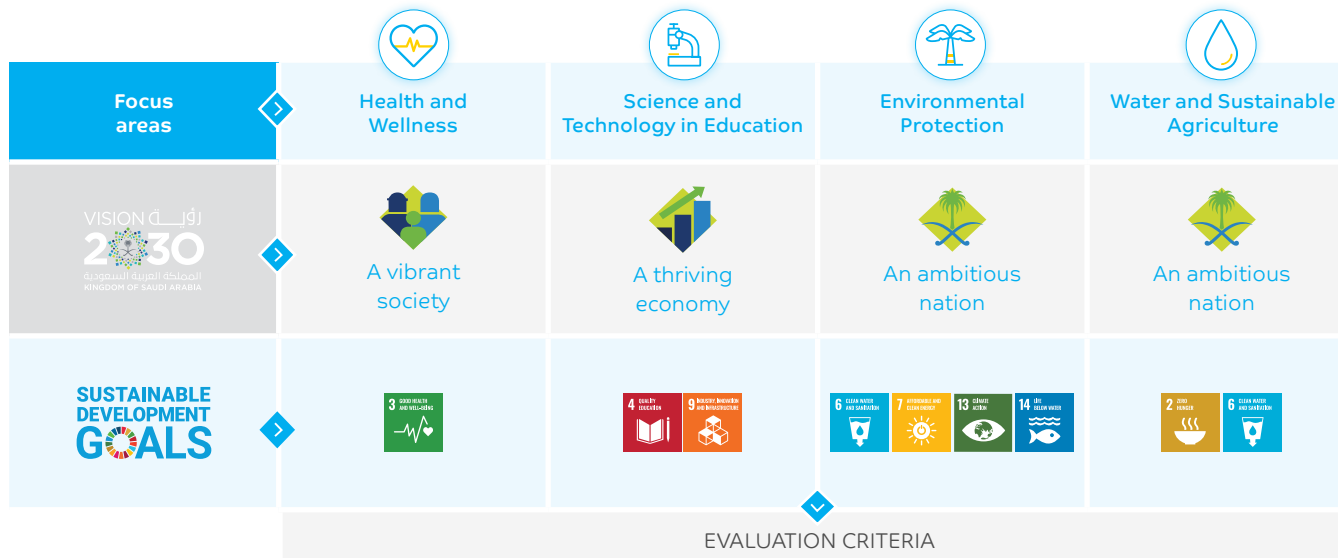 Focus
areas
Health and
Wellness
Science and
Technology in Education
Environmental
Protection
Water and Sustainable
Agriculture
VISION رؤيــة
2030
المملكة العربية السعودية
KINGDOM OF SAUDI ARABIA
A vibrant
society
A thriving
economy
An ambitious
nation
An ambitious
nation
SUSTAINABLE
DEVELOPMENT
GOALS
3 GOOD HEALTH
AND WELL-BEING
4 QUALITY
EDUCATION
9 INDUSTRY, INNOVATION
AND INFRASTRUCTURE
6 CLEAN WATER
AND SANITATION
7 AFFORDABLE AND
CLEAN ENERGY
13 CLIMATE
ACTION
14 LIFE
BELOW WATER
2 ZERO
HUNGER
6 CLEAN WATER
AND SANITATION
EVALUATION CRITERIA